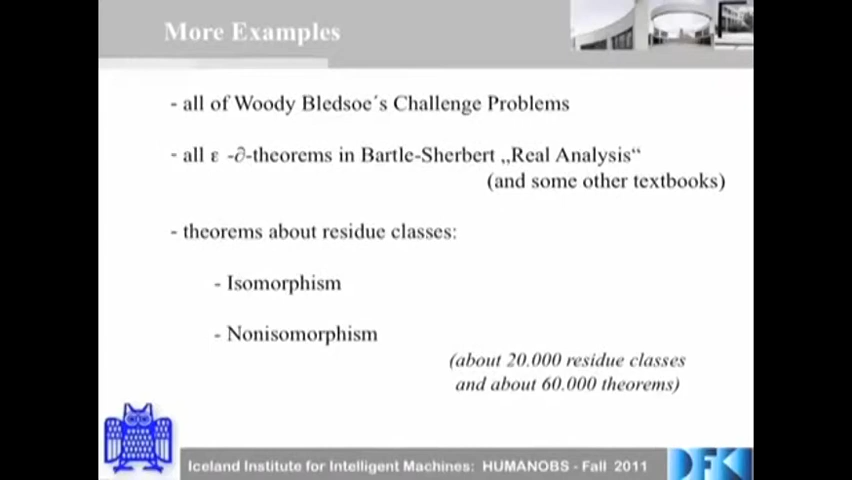 More Examples
- all of Woody Bledsoe´s Challenge Problems
- all ε -∂-theorems in Bartle-Sherbert „Real Analysis“
(and some other textbooks)
- theorems about residue classes:
- Isomorphism
- Nonisomorphism
(about 20.000 residue classes
and about 60.000 theorems)
Iceland Institute for Intelligent Machines: HUMANOBS - Fall 2011
DFKI